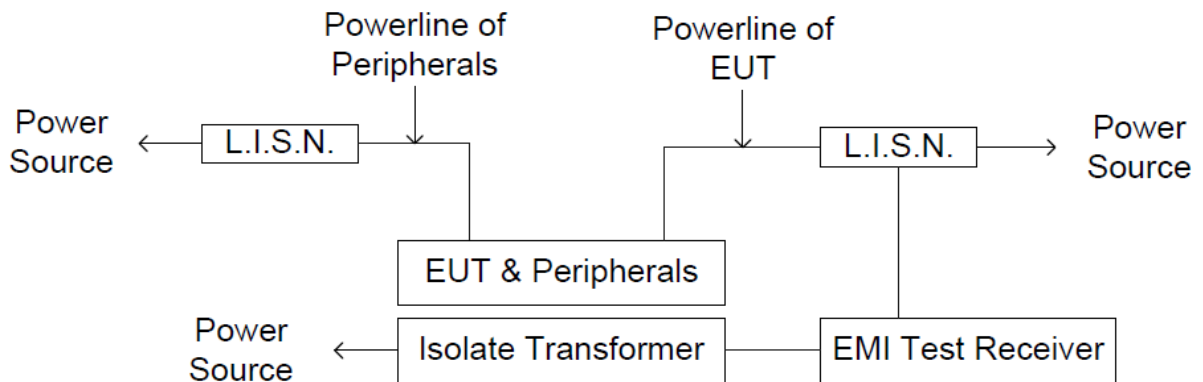 Powerline of
Peripherals
Powerline of
EUT
Power
Source
L.I.S.N.
L.I.S.N.
Power
Source
EUT & Peripherals
Power
Source
Isolate Transformer
EMI Test Receiver